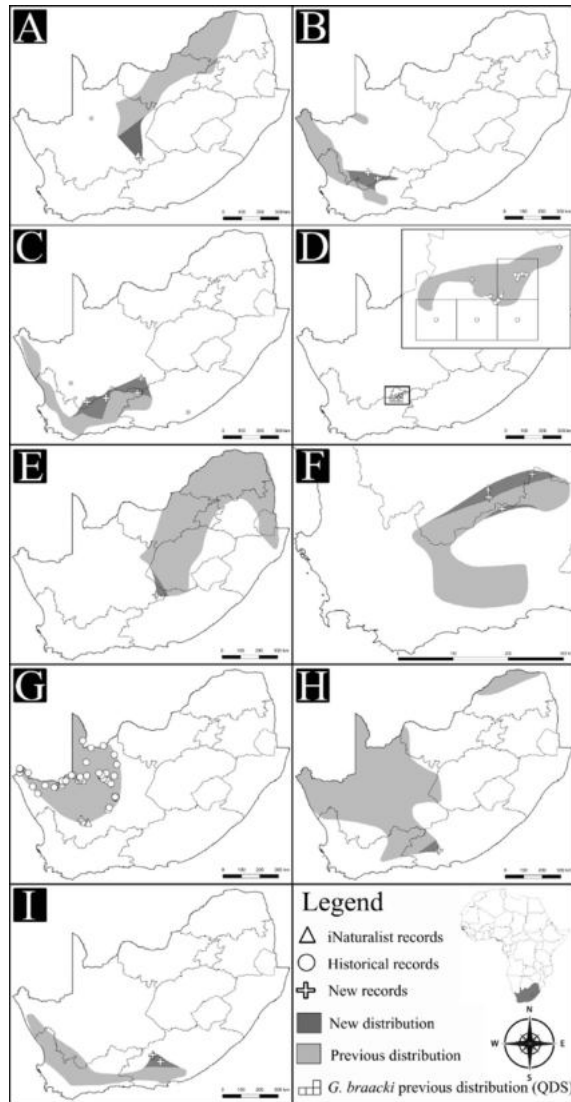 A
B
C
D
E
F
G
H
I
Legend
iNaturalist records
Historical records
New records
New distribution
Previous distribution
G. braacki previous distribution (QDS)
N
W
E
S